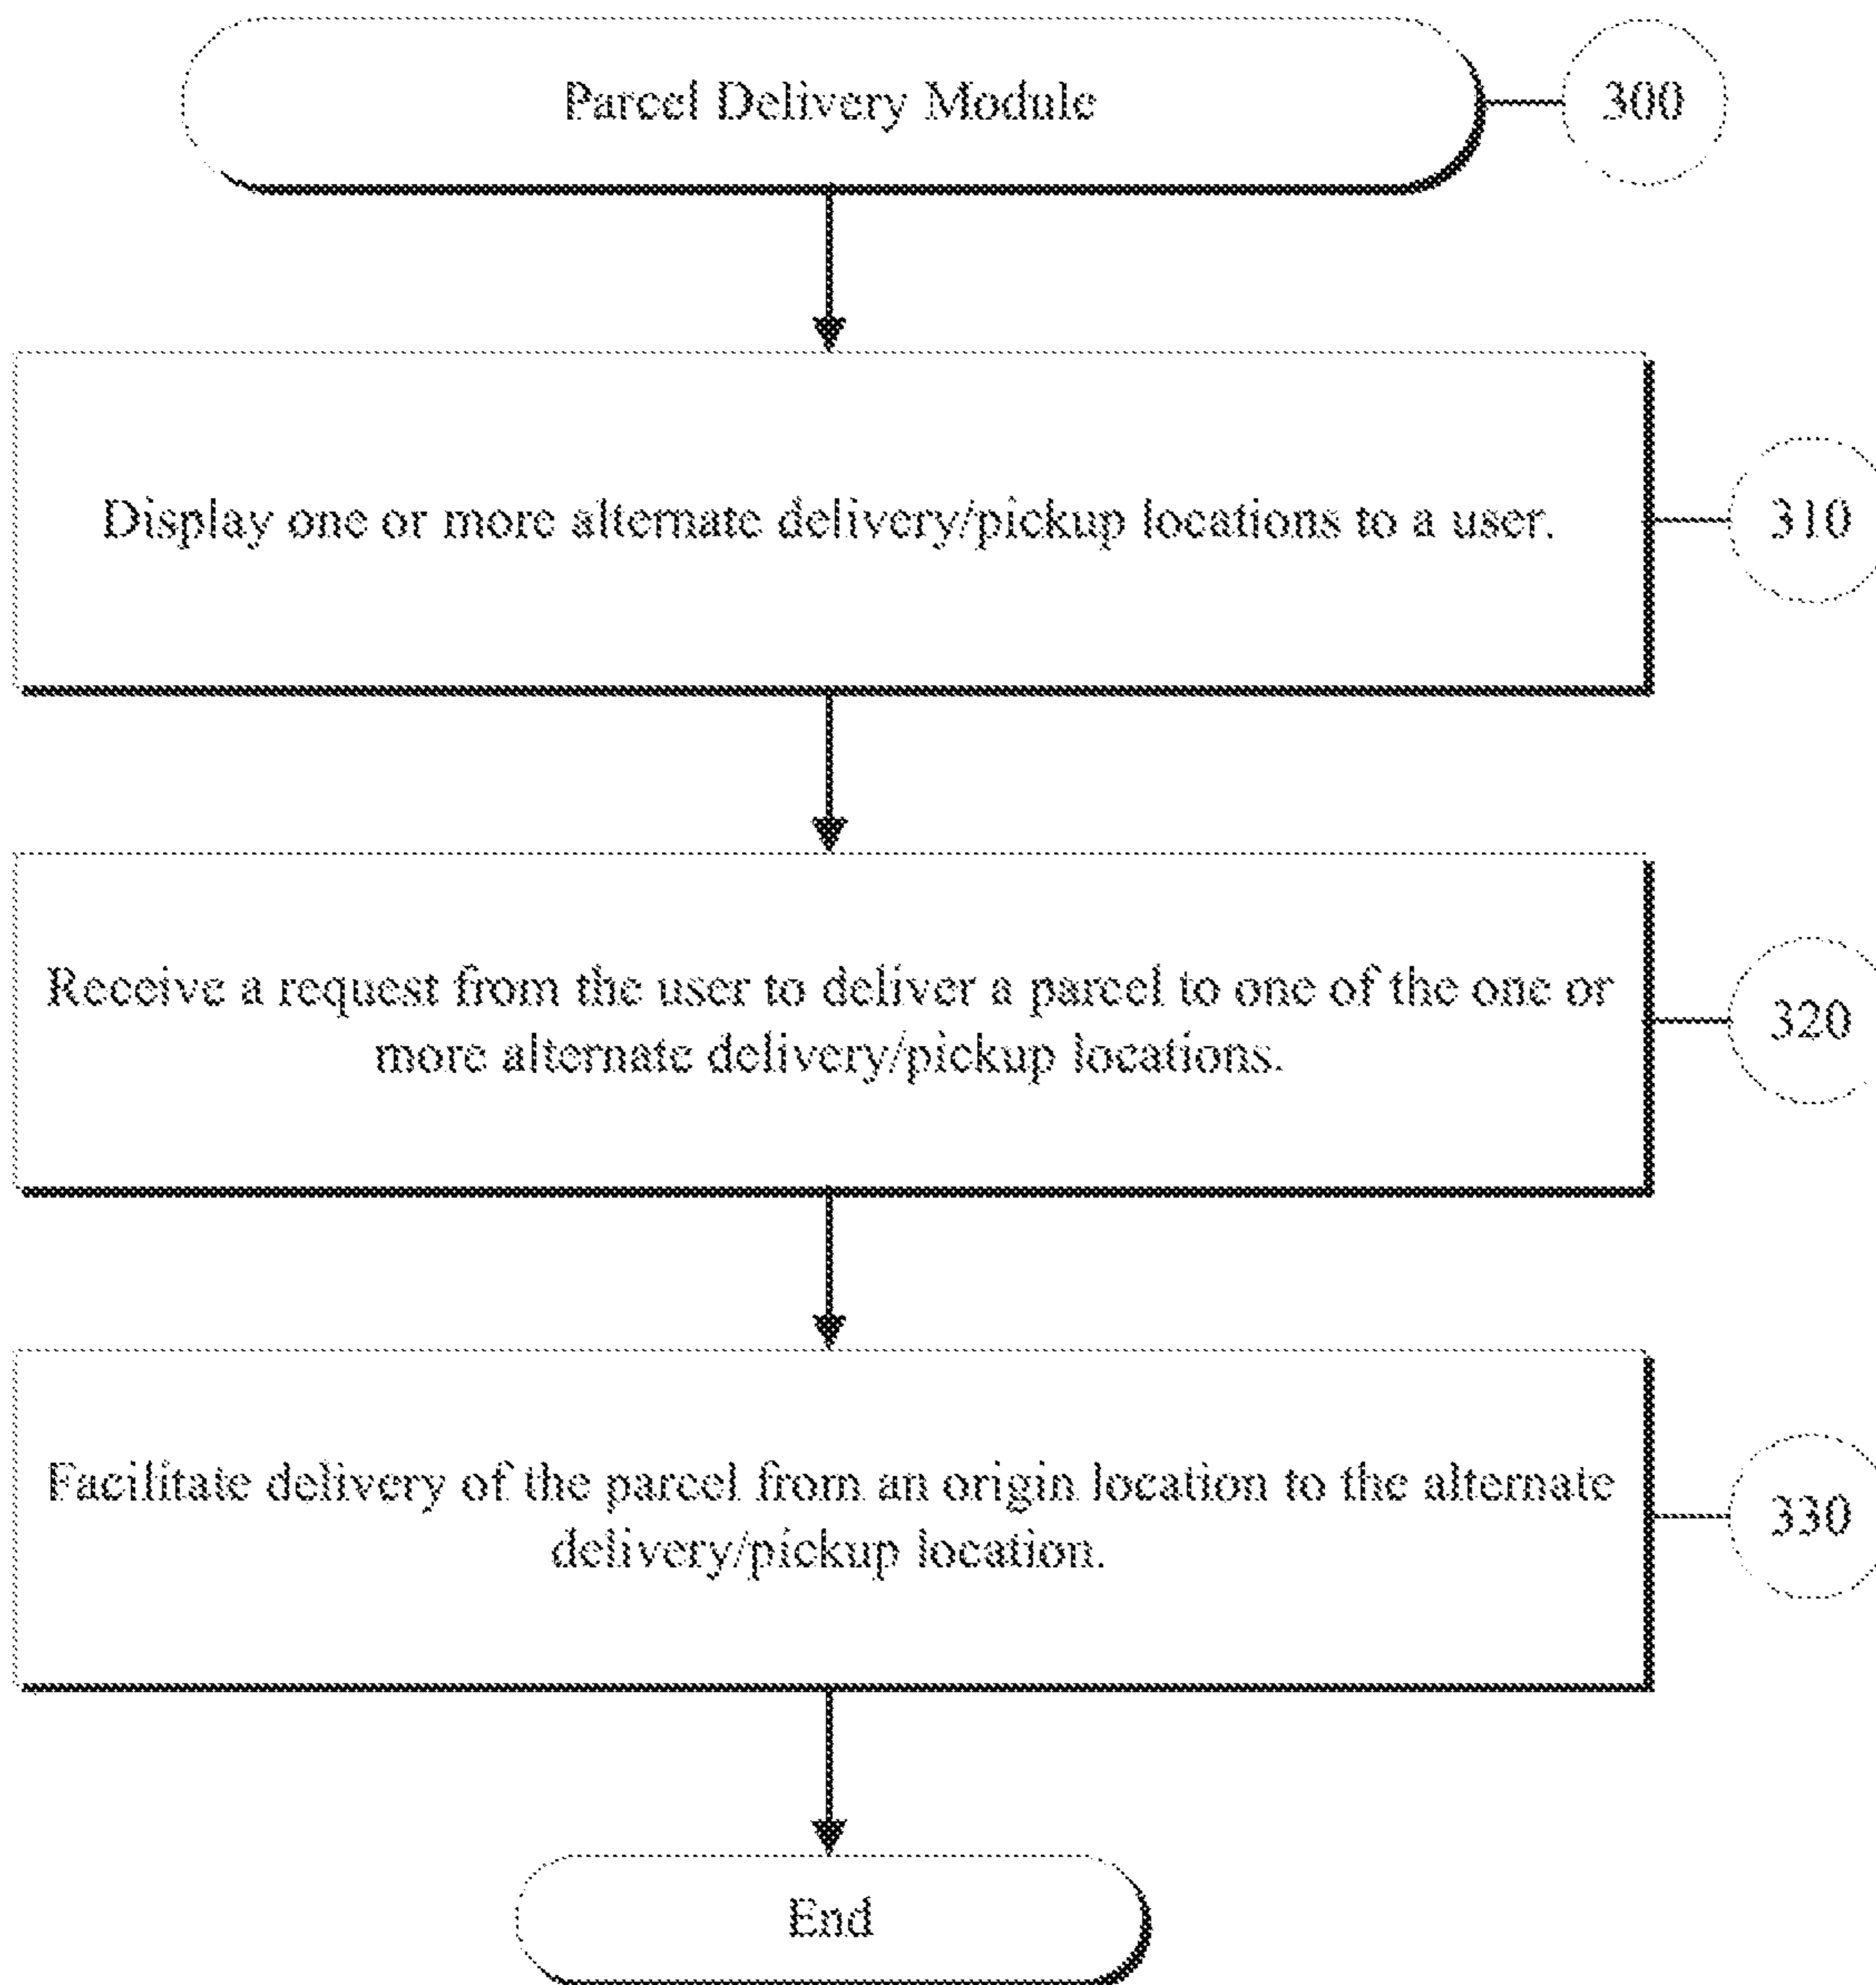 Parcel Delivery Module
300
Display one or more alternate delivery/pickup locations to a user.
310
Receive a request from the user to deliver a parcel to one of the one or
more alternate delivery/pickup locations.
320
Facilitate delivery of the parcel from an origin location to the alternate
delivery/pickup location.
330
End